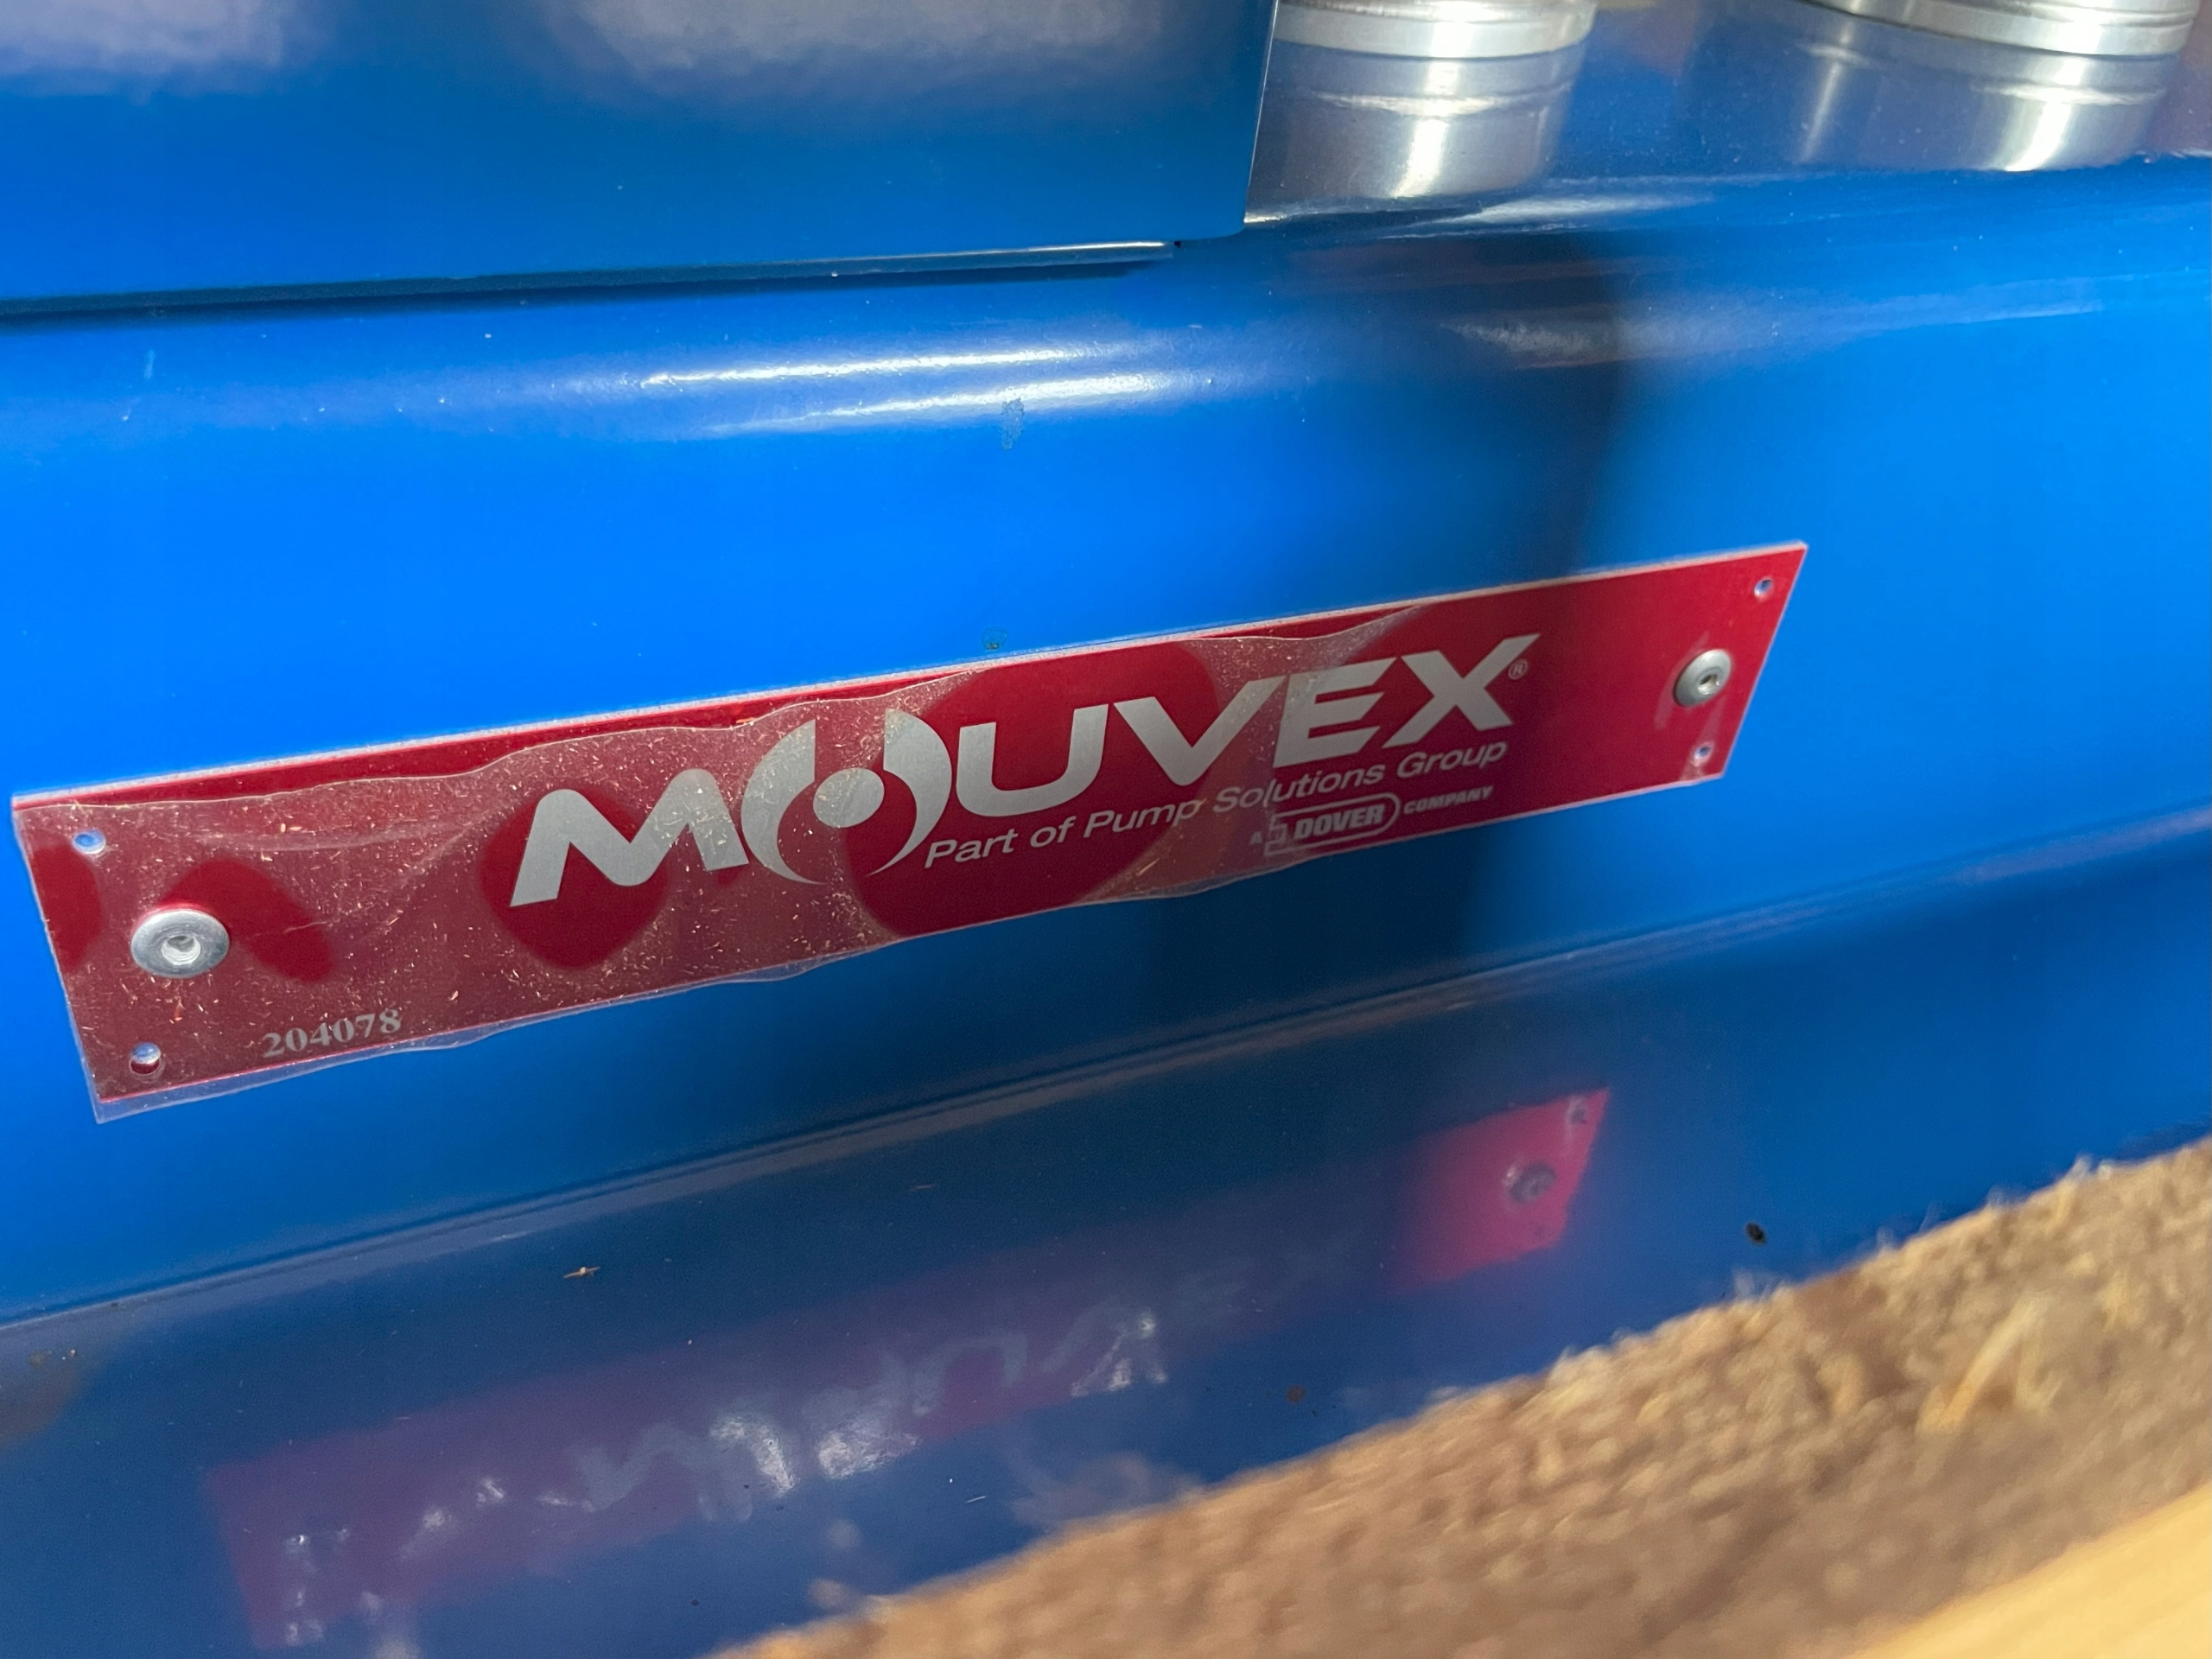 MOUVEX®
Part of Pump Solutions Group
A DOVER COMPANY
204078